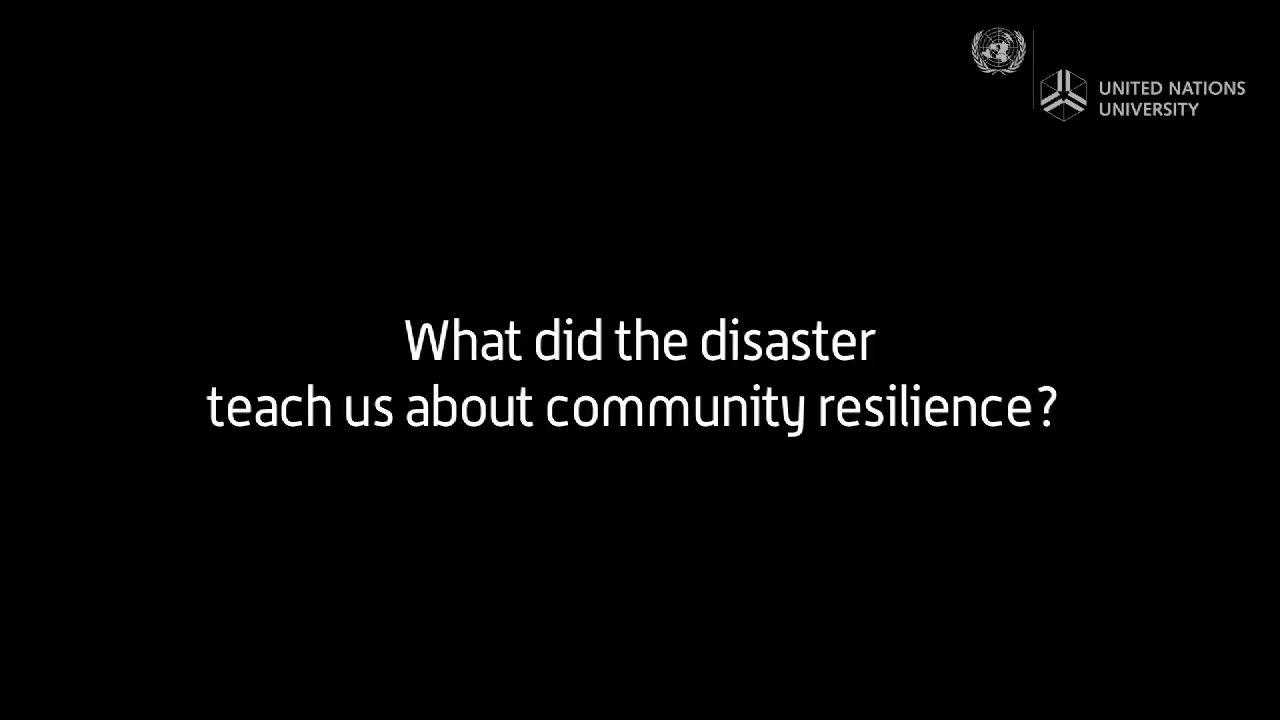 UNITED NATIONS
UNIVERSITY
What did the disaster
teach us about community resilience?